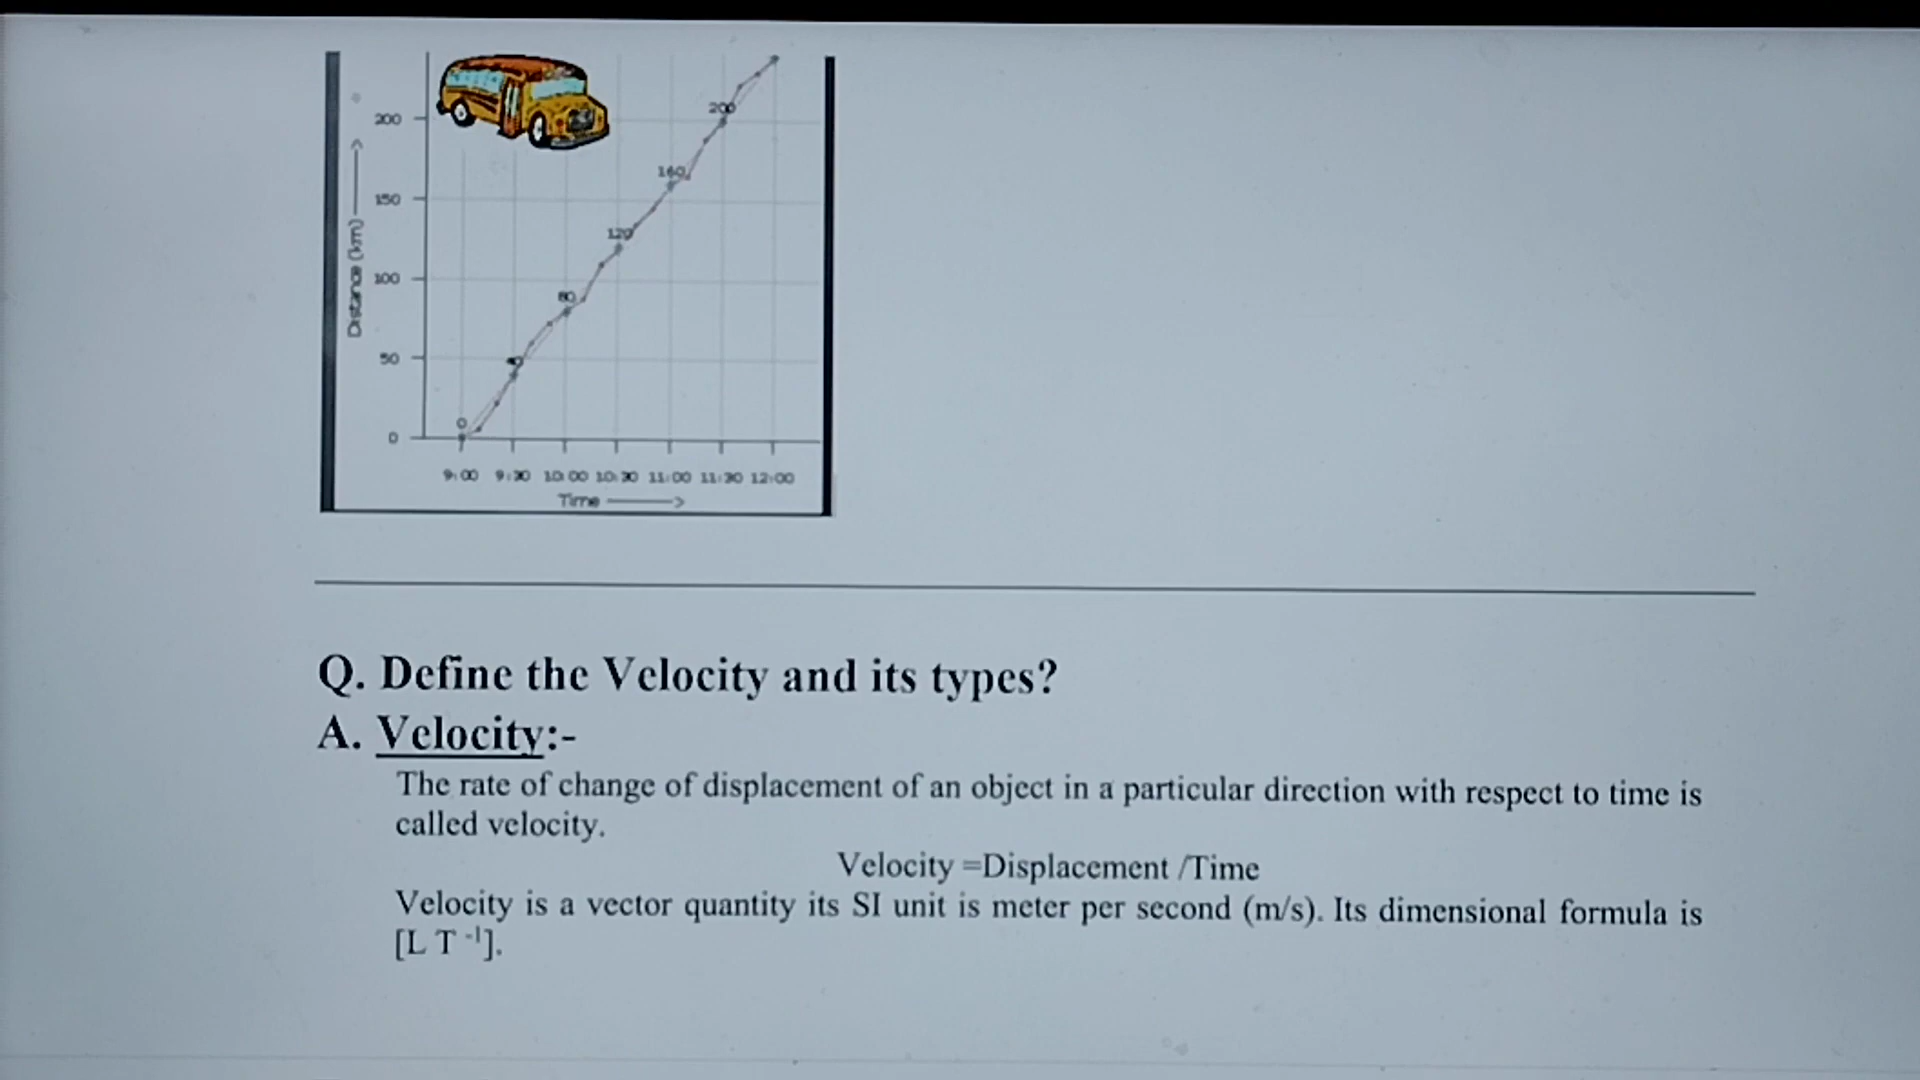 200
200
160
150
Distance (km)
120
100
80
50
40
0
0
9:00 9:30 10:00 10:30 11:00 11:30 12:00
Time
Q. Define the Velocity and its types?
A. Velocity:-
The rate of change of displacement of an object in a particular direction with respect to time is
called velocity.
Velocity =Displacement /Time
Velocity is a vector quantity its SI unit is meter per second (m/s). Its dimensional formula is
[L T⁻¹].